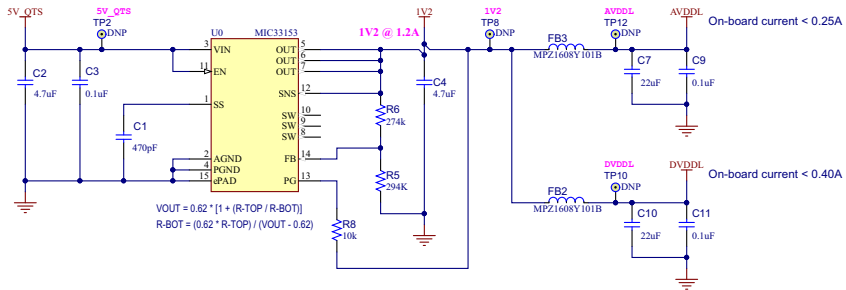 5V_QTS
5V_QTS
TP2
DNP
U0
MIC33153
1V2 @ 1.2A
1V2
1V2
TP8
DNP
AVDDL
TP12
DNP
AVDDL
On-board current < 0.25A
FB3
MPZ1608Y101B
C2
4.7uF
C3
0.1uF
C1
470pF
3 VIN
11 EN
1 SS
2 AGND
4 PGND
15 ePAD
OUT 5
OUT 6
OUT 7
SNS 12
SW 10
SW 9
SW 8
FB 14
PG 13
R6
274k
R5
294K
R8
10k
C4
4.7uF
C7
22uF
C9
0.1uF
DVDDL
TP10
DNP
DVDDL
On-board current < 0.40A
FB2
MPZ1608Y101B
C10
22uF
C11
0.1uF
VOUT = 0.62 * [1 + (R-TOP / R-BOT)]
R-BOT = (0.62 * R-TOP) / (VOUT - 0.62)